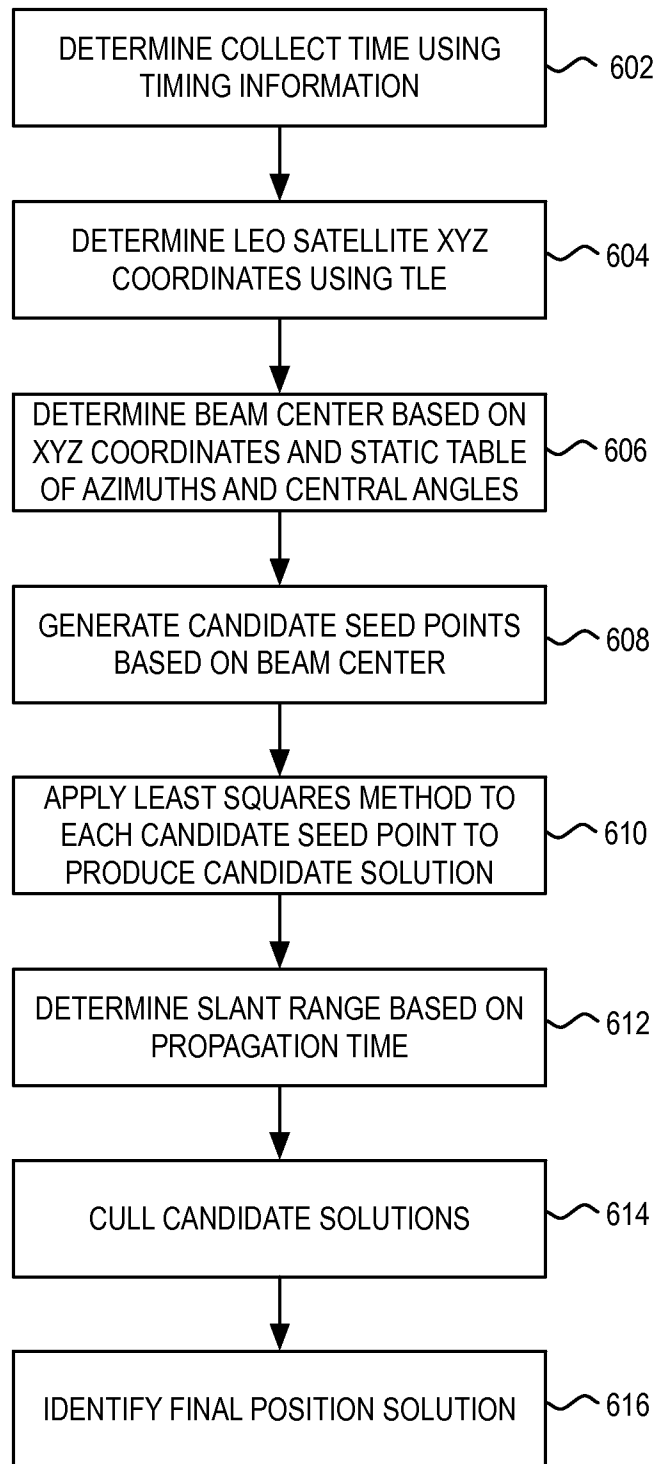 DETERMINE COLLECT TIME USING
TIMING INFORMATION
602
DETERMINE LEO SATELLITE XYZ
COORDINATES USING TLE
604
DETERMINE BEAM CENTER BASED ON
XYZ COORDINATES AND STATIC TABLE
OF AZIMUTHS AND CENTRAL ANGLES
606
GENERATE CANDIDATE SEED POINTS
BASED ON BEAM CENTER
608
APPLY LEAST SQUARES METHOD TO
EACH CANDIDATE SEED POINT TO
PRODUCE CANDIDATE SOLUTION
610
DETERMINE SLANT RANGE BASED ON
PROPAGATION TIME
612
CULL CANDIDATE SOLUTIONS
614
IDENTIFY FINAL POSITION SOLUTION
616